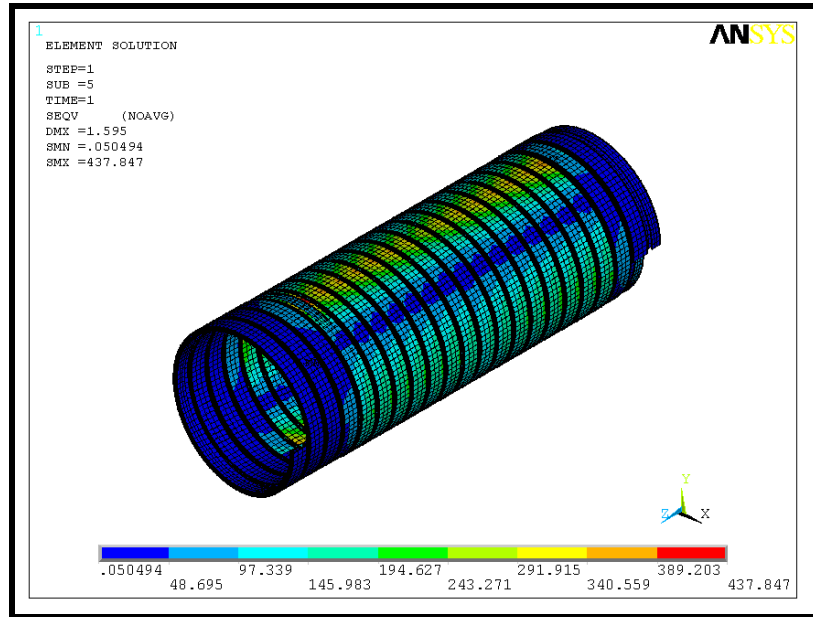 1
ANSYS
ELEMENT SOLUTION
STEP=1
SUB =5
TIME=1
SEQV (NOAVG)
DMX =1.595
SMN =.050494
SMX =437.847
Y
Z X
.050494 97.339 194.627 291.915 389.203
48.695 145.983 243.271 340.559 437.847